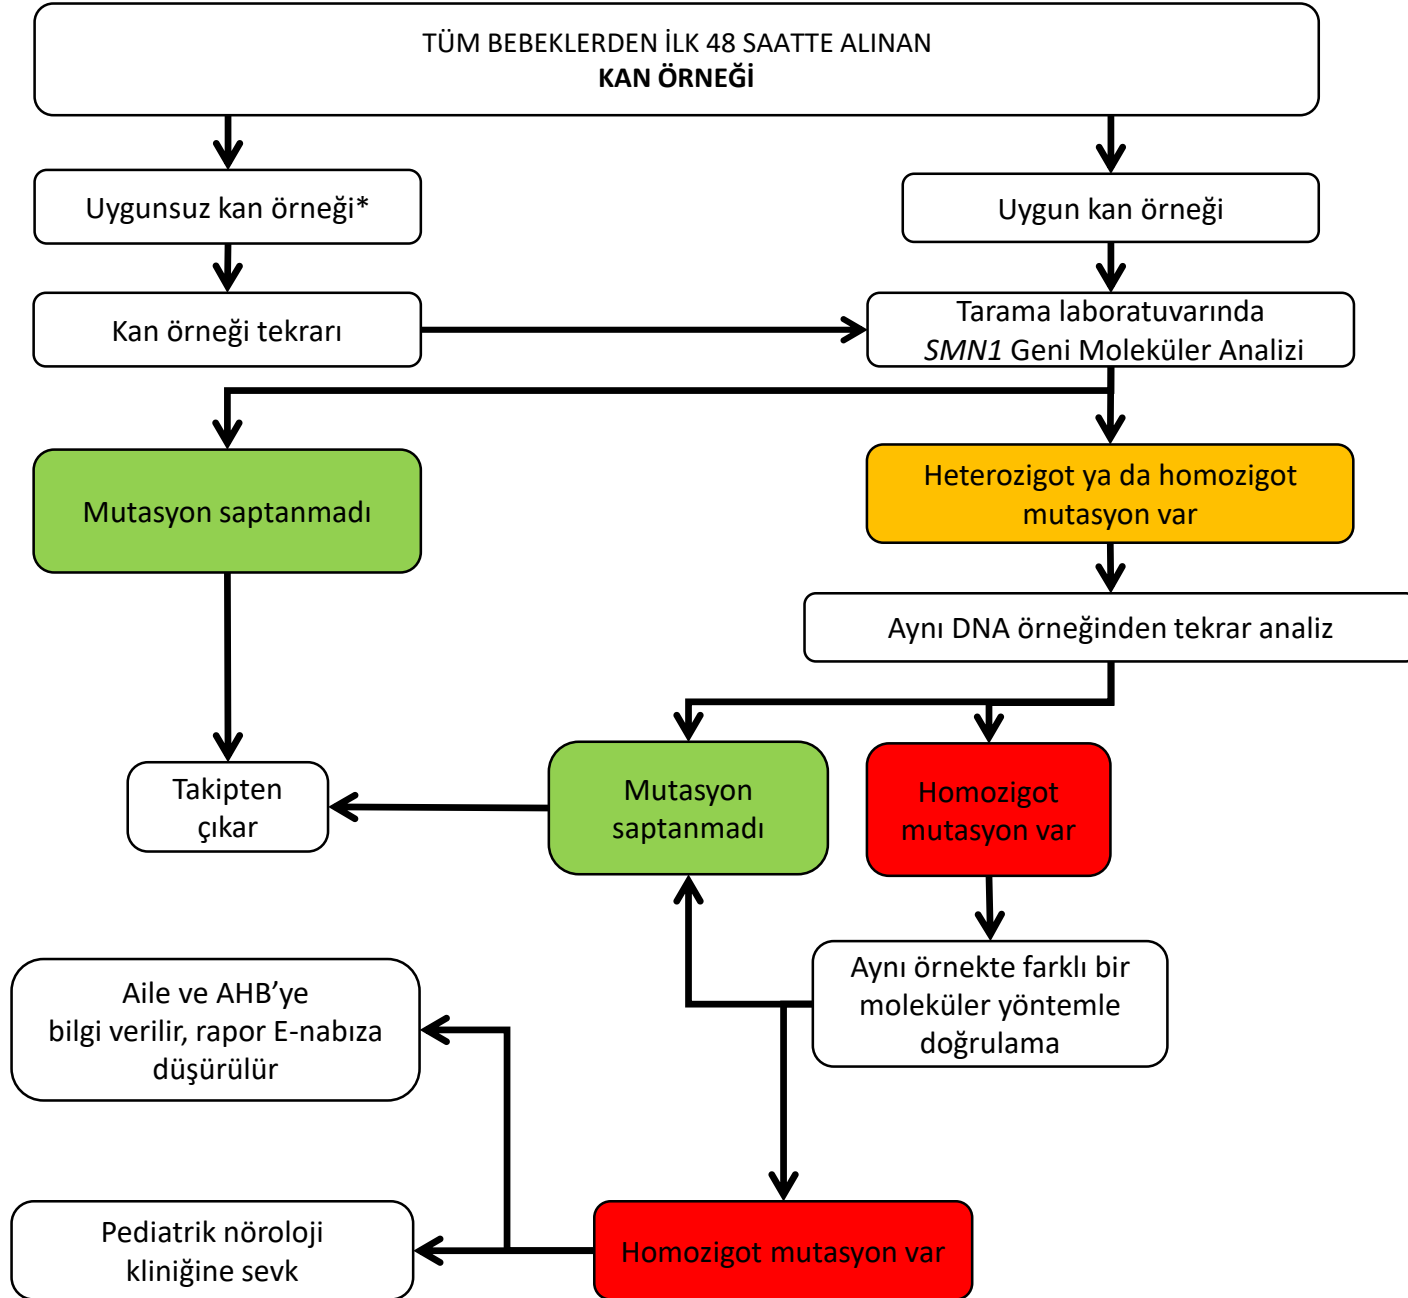 TÜM BEBEKLERDEN İLK 48 SAATTE ALINAN
KAN ÖRNEĞİ
Uygunsuz kan örneği*
Uygun kan örneği
Kan örneği tekrarı
Tarama laboratuvarında
SMN1 Geni Moleküler Analizi
Mutasyon saptanmadı
Heterozigot ya da homozigot
mutasyon var
Aynı DNA örneğinden tekrar analiz
Takipten
çıkar
Mutasyon
saptanmadı
Homozigot
mutasyon var
Aynı örnekte farklı bir
moleküler yöntemle
doğrulama
Aile ve AHB’ye
bilgi verilir, rapor E-nabıza
düşürülür
Pediatrik nöroloji
kliniğine sevk
Homozigot mutasyon var